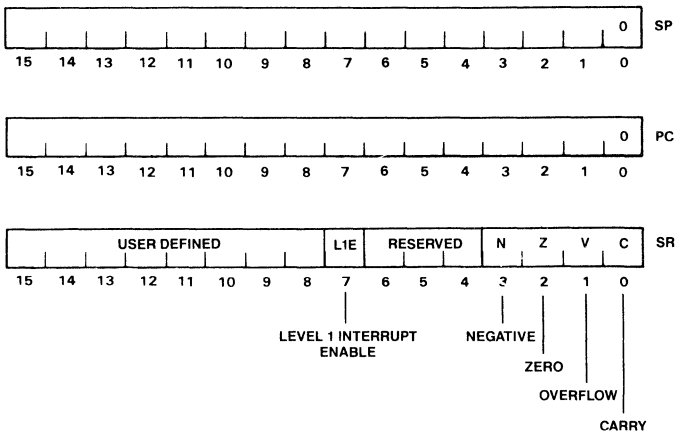 0 SP
15 14 13 12 11 10 9 8 7 6 5 4 3 2 1 0
0 PC
15 14 13 12 11 10 9 8 7 6 5 4 3 2 1 0
USER DEFINED L1E RESERVED N Z V C SR
15 14 13 12 11 10 9 8 7 6 5 4 3 2 1 0
LEVEL 1 INTERRUPT NEGATIVE
ENABLE
ZERO
OVERFLOW
CARRY